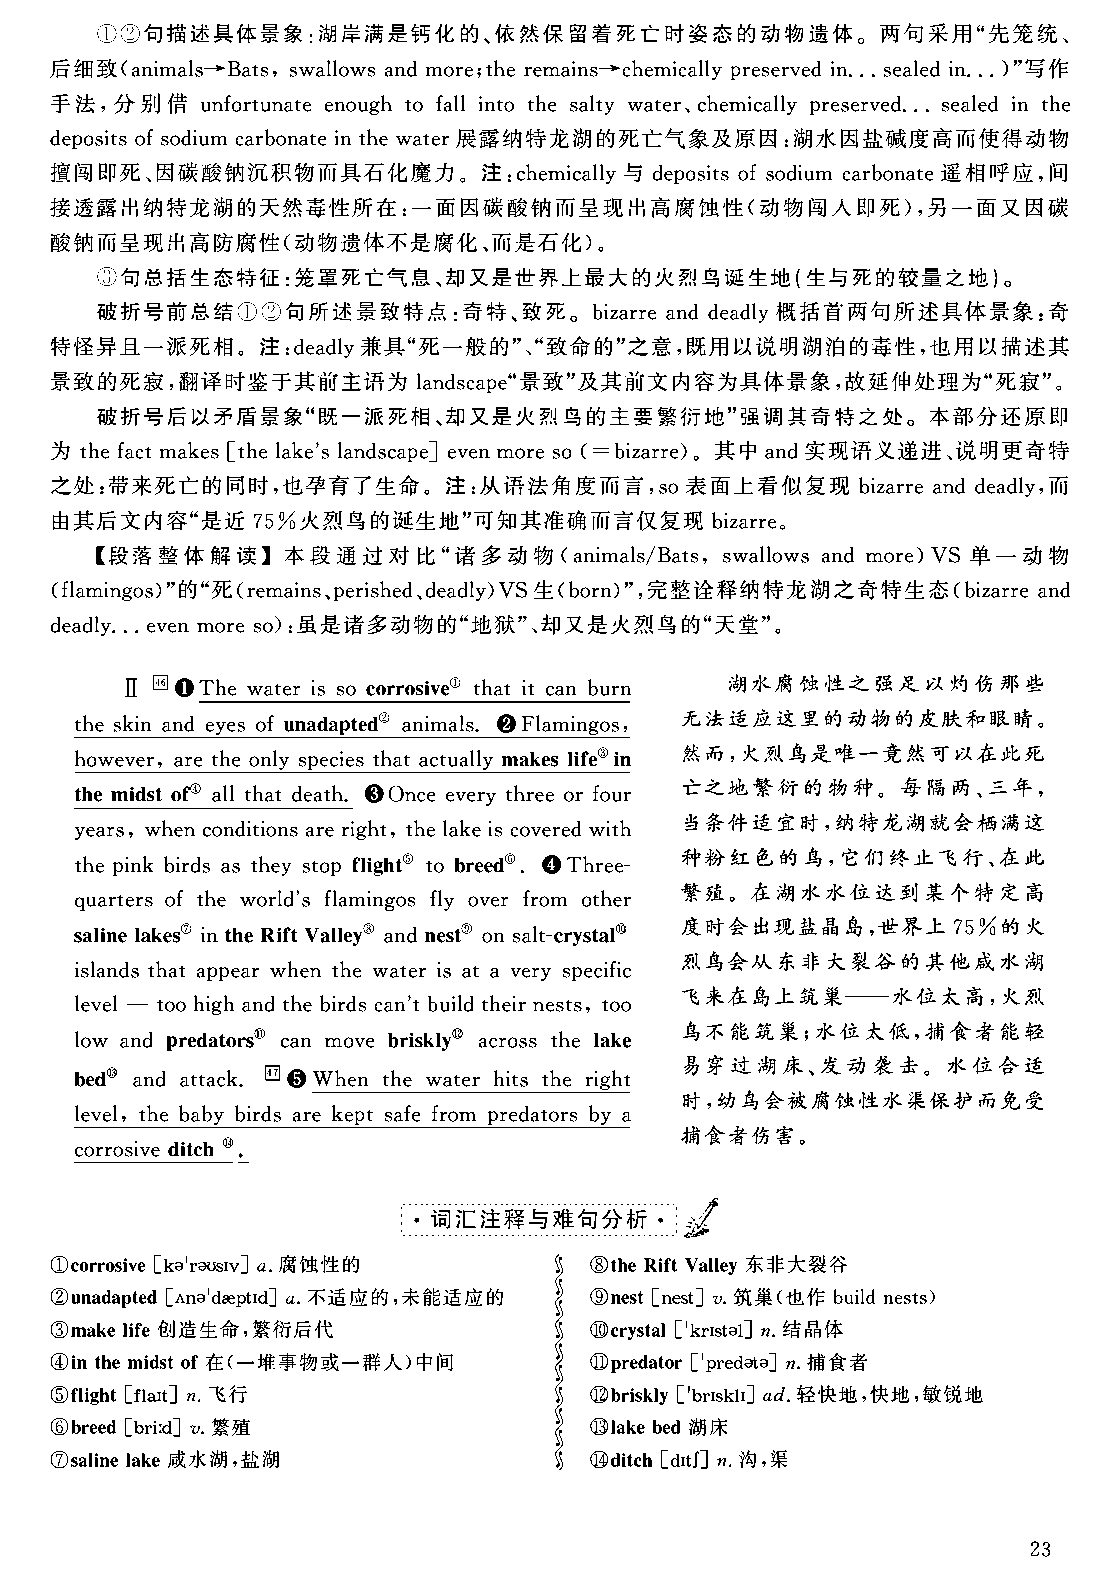 ①②句描述具体景象:湖岸满是钙化的、依然保留着死亡时姿态的动物遗体。两句采用“先笼统、
后细致(animals→Bats, swallows and more;the remains→chemically preserved in... sealed in...)”写作
手法,分别借 unfortunate enough to fall into the salty water、chemically preserved... sealed in the
deposits of sodium carbonate in the water 展露纳特龙湖的死亡气象及原因:湖水因盐碱度高而使得动物
擅闯即死、因碳酸钠沉积物而具石化魔力。注:chemically 与 deposits of sodium carbonate 遥相呼应,间
接透露出纳特龙湖的天然毒性所在:一面因碳酸钠而呈现出高腐蚀性(动物闯人即死),另一面又因碳
酸钠而呈现出高防腐性(动物遗体不是腐化、而是石化)。
③句总括生态特征:笼罩死亡气息、却又是世界上最大的火烈鸟诞生地(生与死的较量之地)。
破折号前总结①②句所述景致特点:奇特、致死。bizarre and deadly 概括首两句所述具体景象:奇
特怪异且一派死相。注:deadly 兼具“死一般的”、“致命的”之意,既用以说明湖泊的毒性,也用以描述其
景致的死寂,翻译时鉴于其前主语为 landscape“景致”及其前文内容为具体景象,故延伸处理为“死寂”。
破折号后以矛盾景象“既一派死相、却又是火烈鸟的主要繁衍地”强调其奇特之处。本部分还原即
为 the fact makes [the lake's landscape] even more so (=bizarre)。其中 and 实现语义递进、说明更奇特
之处:带来死亡的同时,也孕育了生命。注:从语法角度而言,so 表面上看似复现 bizarre and deadly,而
由其后文内容“是近 75%火烈鸟的诞生地”可知其准确而言仅复现 bizarre。
【段落整体解读】本段通过对比“诸多动物(animals/Bats, swallows and more) VS 单一动物
(flamingos)”的“死(remains、perished、deadly) VS 生(born)”,完整诠释纳特龙湖之奇特生态(bizarre and
deadly... even more so):虽是诸多动物的“地狱”、却又是火烈鸟的“天堂”。
Ⅱ 46 ❶The water is so corrosive① that it can burn
the skin and eyes of unadapted② animals. ❷Flamingos,
however, are the only species that actually makes life③ in
the midst of④ all that death. ❸Once every three or four
years, when conditions are right, the lake is covered with
the pink birds as they stop flight⑤ to breed⑥. ❹Three-
quarters of the world's flamingos fly over from other
saline lakes⑦ in the Rift Valley⑧ and nest⑨ on salt-crystal⑩
islands that appear when the water is at a very specific
level — too high and the birds can't build their nests, too
low and predators⑪ can move briskly⑫ across the lake
bed⑬ and attack. 47 ❺When the water hits the right
level, the baby birds are kept safe from predators by a
corrosive ditch ⑭.
湖水腐蚀性之强足以灼伤那些
无法适应这里的动物的皮肤和眼睛。
然而,火烈鸟是唯一竟然可以在此死
亡之地繁衍的物种。每隔两、三年,
当条件适宜时,纳特龙湖就会栖满这
种粉红色的鸟,它们终止飞行、在此
繁殖。在湖水水位达到某个特定高
度时会出现盐晶岛,世界上 75%的火
烈鸟会从东非大裂谷的其他咸水湖
飞来在岛上筑巢——水位太高,火烈
鸟不能筑巢;水位太低,捕食者能轻
易穿过湖床、发动袭击。水位合适
时,幼鸟会被腐蚀性水渠保护而免受
捕食者伤害。
·词汇注释与难句分析·
①corrosive [kəˈrəʊsɪv] a. 腐蚀性的
②unadapted [ʌnəˈdæptɪd] a. 不适应的,未能适应的
③make life 创造生命,繁衍后代
④in the midst of 在(一堆事物或一群人)中间
⑤flight [flaɪt] n. 飞行
⑥breed [briːd] v. 繁殖
⑦saline lake 咸水湖,盐湖
⑧the Rift Valley 东非大裂谷
⑨nest [nest] v. 筑巢(也作 build nests)
⑩crystal [ˈkrɪstəl] n. 结晶体
⑪predator [ˈpredətə] n. 捕食者
⑫briskly [ˈbrɪsklɪ] ad. 轻快地,快地,敏锐地
⑬lake bed 湖床
⑭ditch [dɪtʃ] n. 沟,渠
23